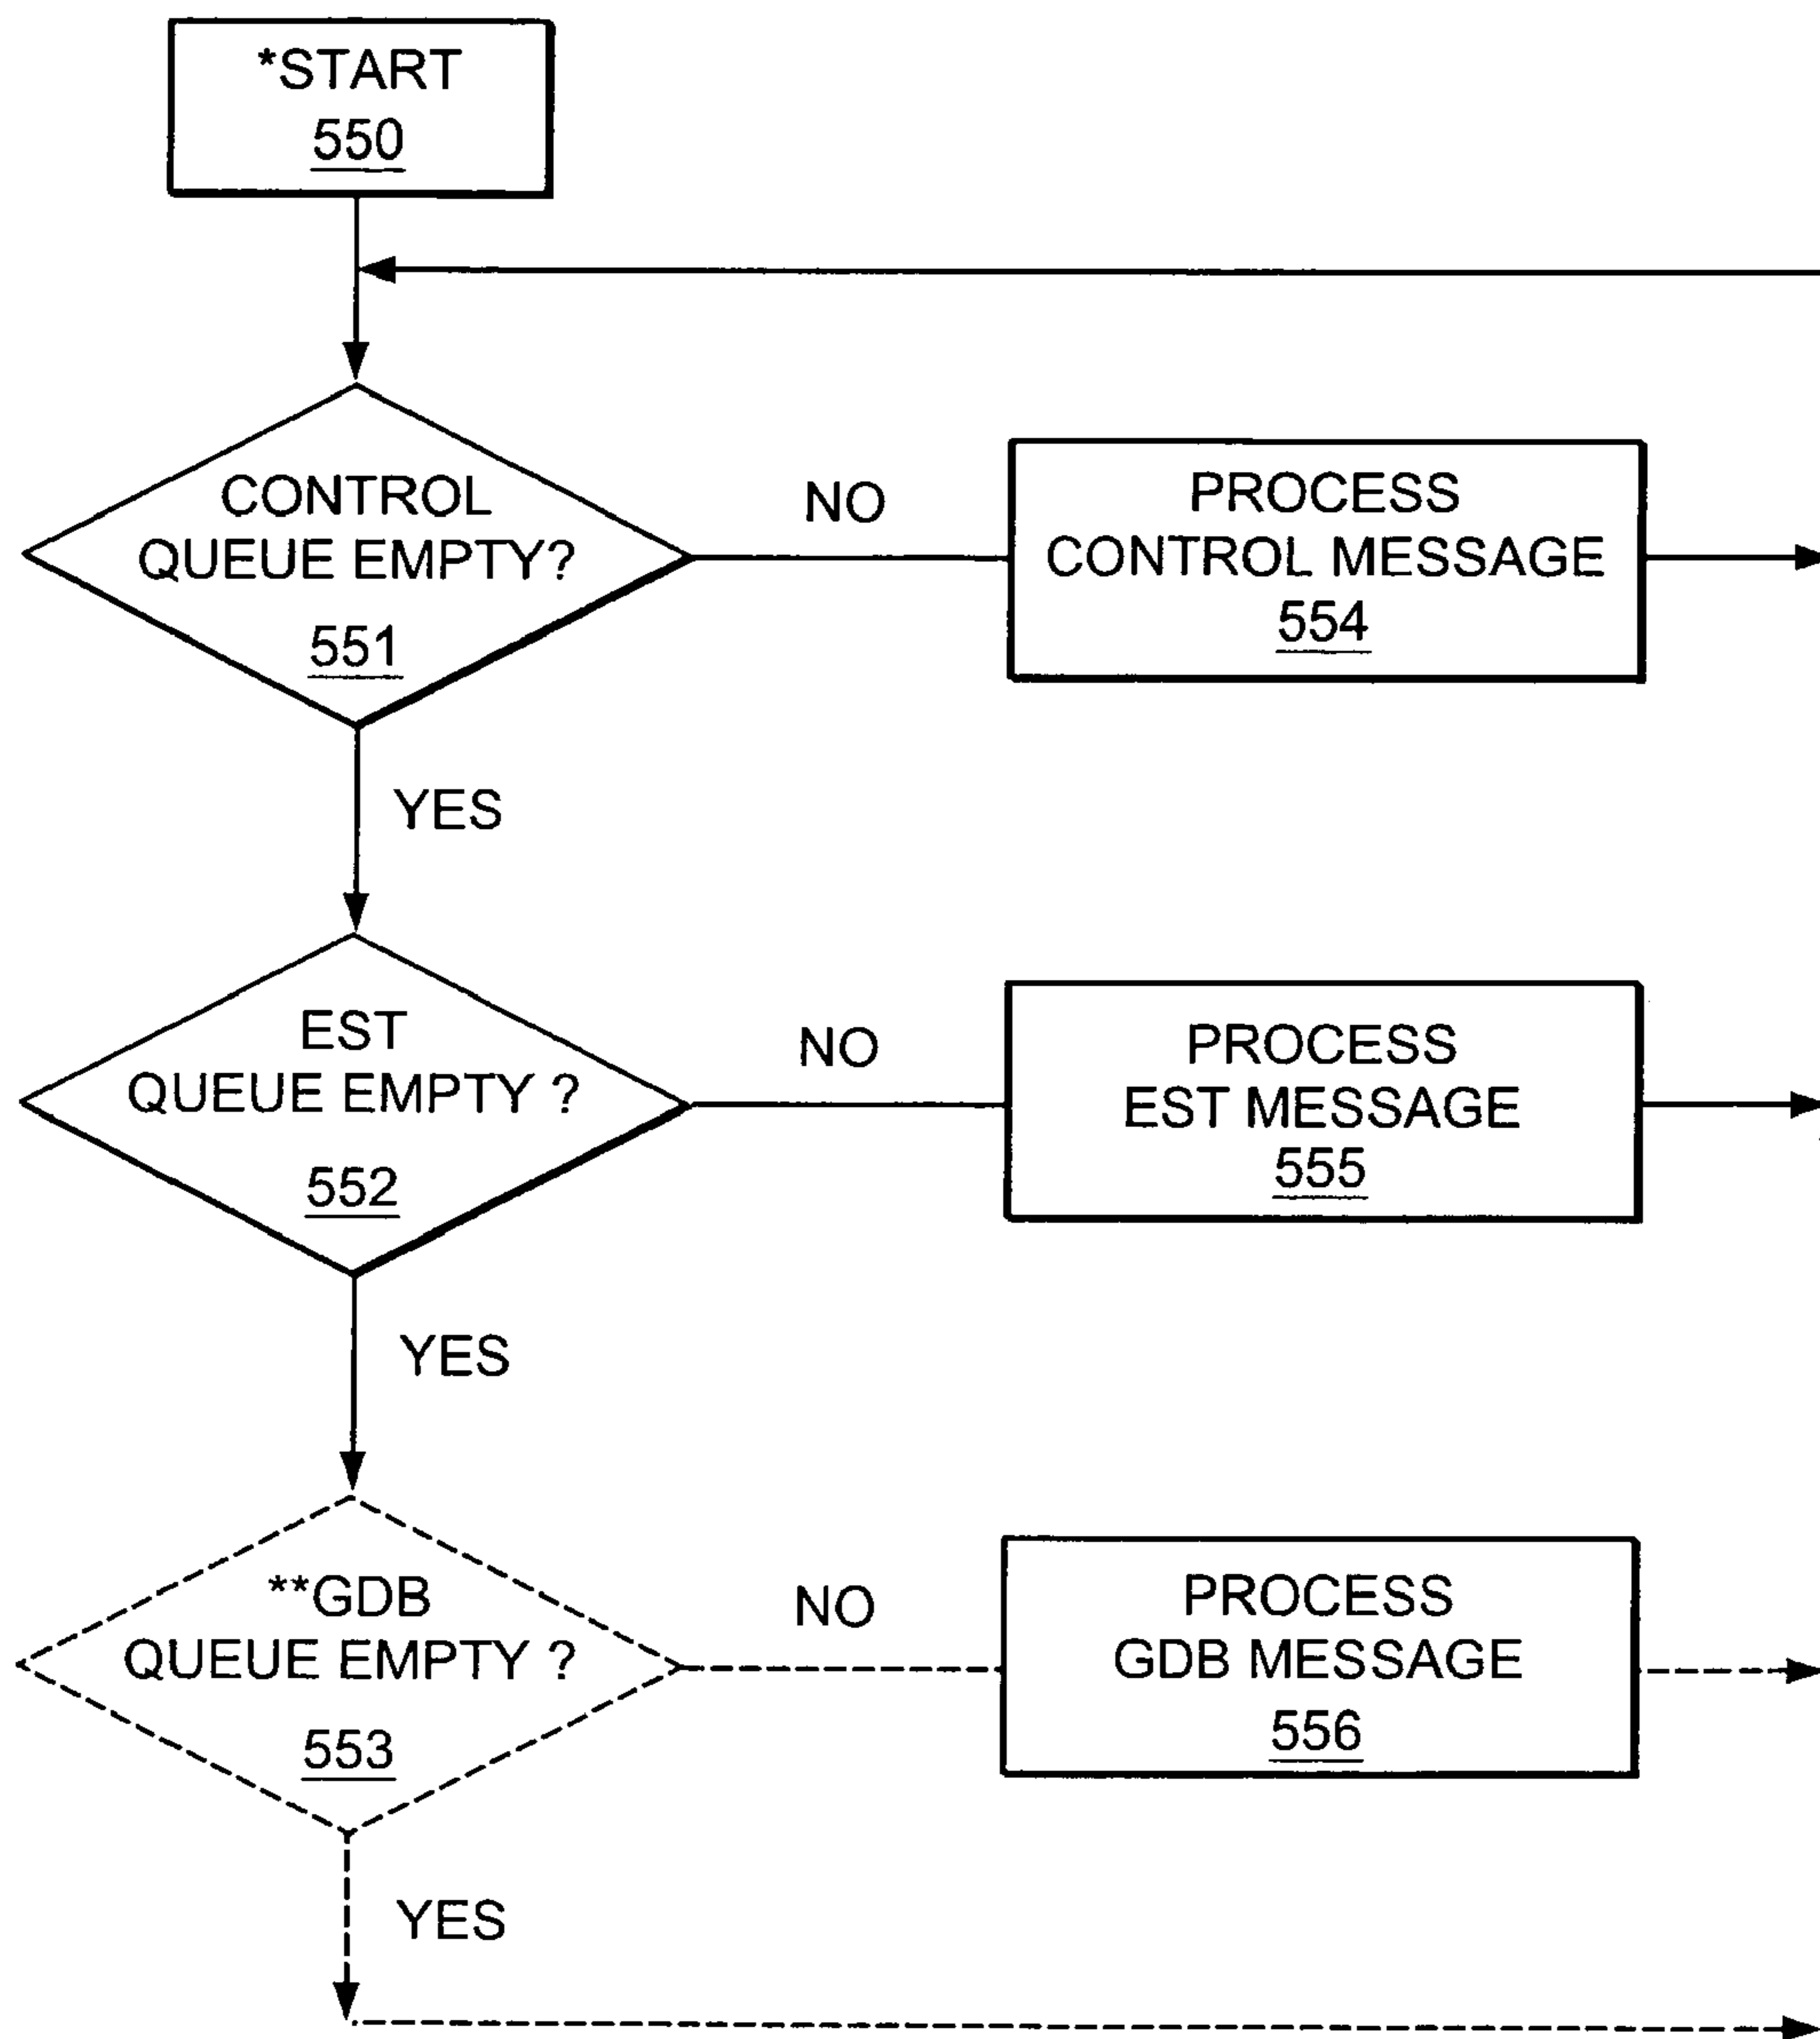 *START
550
CONTROL
QUEUE EMPTY?
551
NO
PROCESS
CONTROL MESSAGE
554
YES
EST
QUEUE EMPTY ?
552
NO
PROCESS
EST MESSAGE
555
YES
**GDB
QUEUE EMPTY ?
553
NO
PROCESS
GDB MESSAGE
556
YES